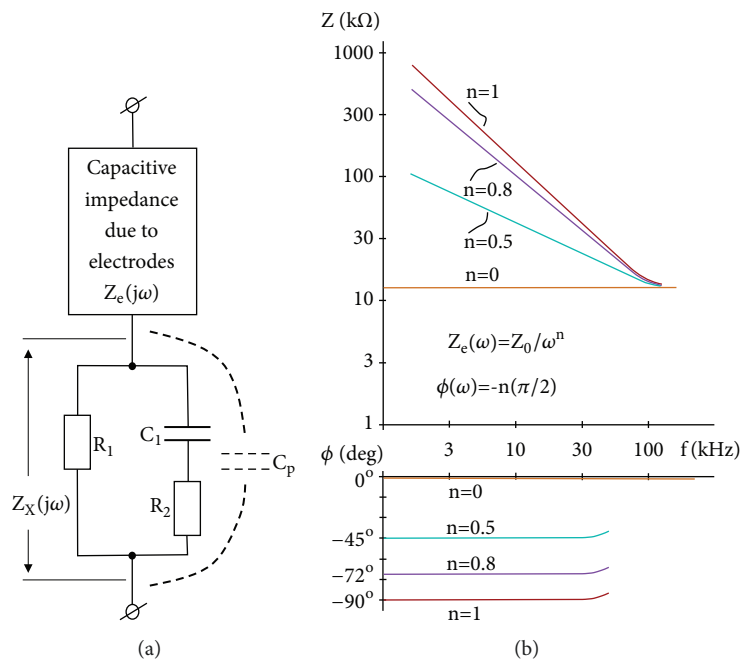 Capacitive
impedance
due to
electrodes
Zₑ(jω)
R₁
C₁
R₂
Cₚ
Z_X(jω)
(a)
Z (kΩ)
1000
300
100
30
10
3
1
n=1
n=0.8
n=0.5
n=0
Zₑ(ω)=Z₀/ωⁿ
ϕ(ω)=-n(π/2)
3
10
30
100
f (kHz)
ϕ (deg)
0°
−45°
−72°
−90°
n=0
n=0.5
n=0.8
n=1
(b)